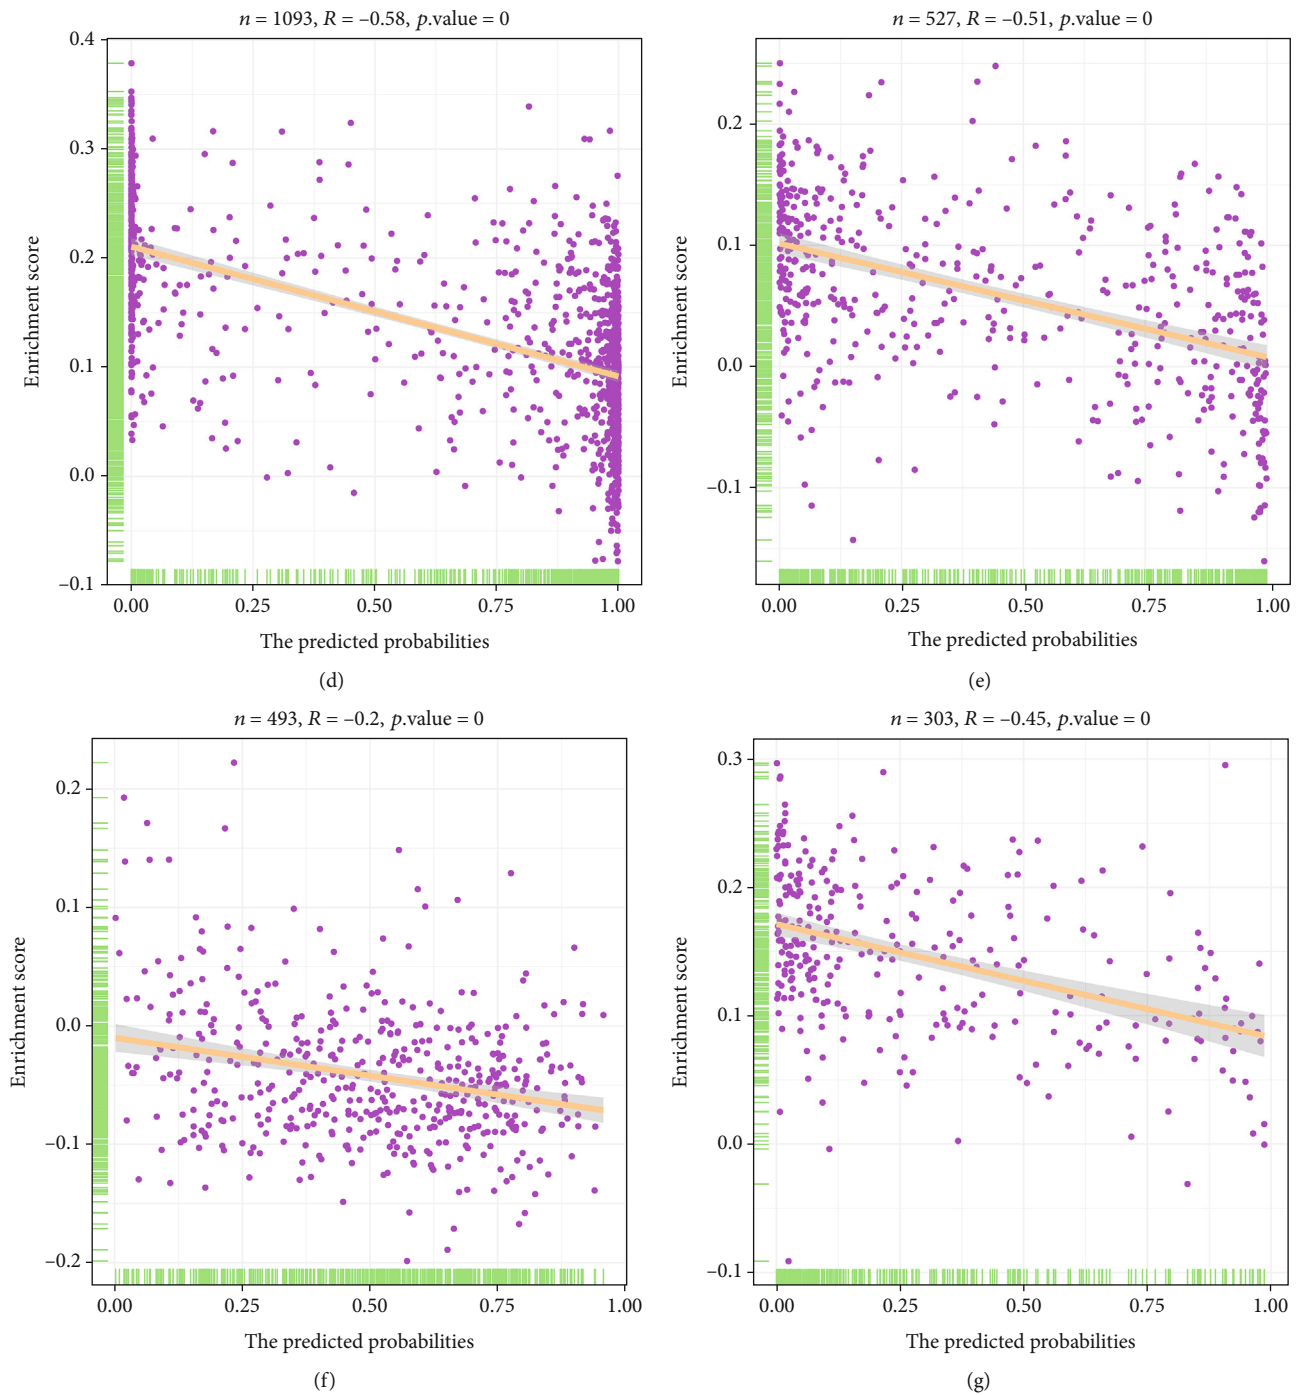 n = 1093, R = –0.58, p.value = 0
0.4
0.3
0.2
0.1
0.0
–0.1
Enrichment score
0.00 0.25 0.50 0.75 1.00
The predicted probabilities
(d)
n = 527, R = –0.51, p.value = 0
0.2
0.1
0.0
–0.1
Enrichment score
0.00 0.25 0.50 0.75 1.00
The predicted probabilities
(e)
n = 493, R = –0.2, p.value = 0
0.2
0.1
0.0
–0.1
–0.2
Enrichment score
0.00 0.25 0.50 0.75 1.00
The predicted probabilities
(f)
n = 303, R = –0.45, p.value = 0
0.3
0.2
0.1
0.0
–0.1
Enrichment score
0.00 0.25 0.50 0.75 1.00
The predicted probabilities
(g)